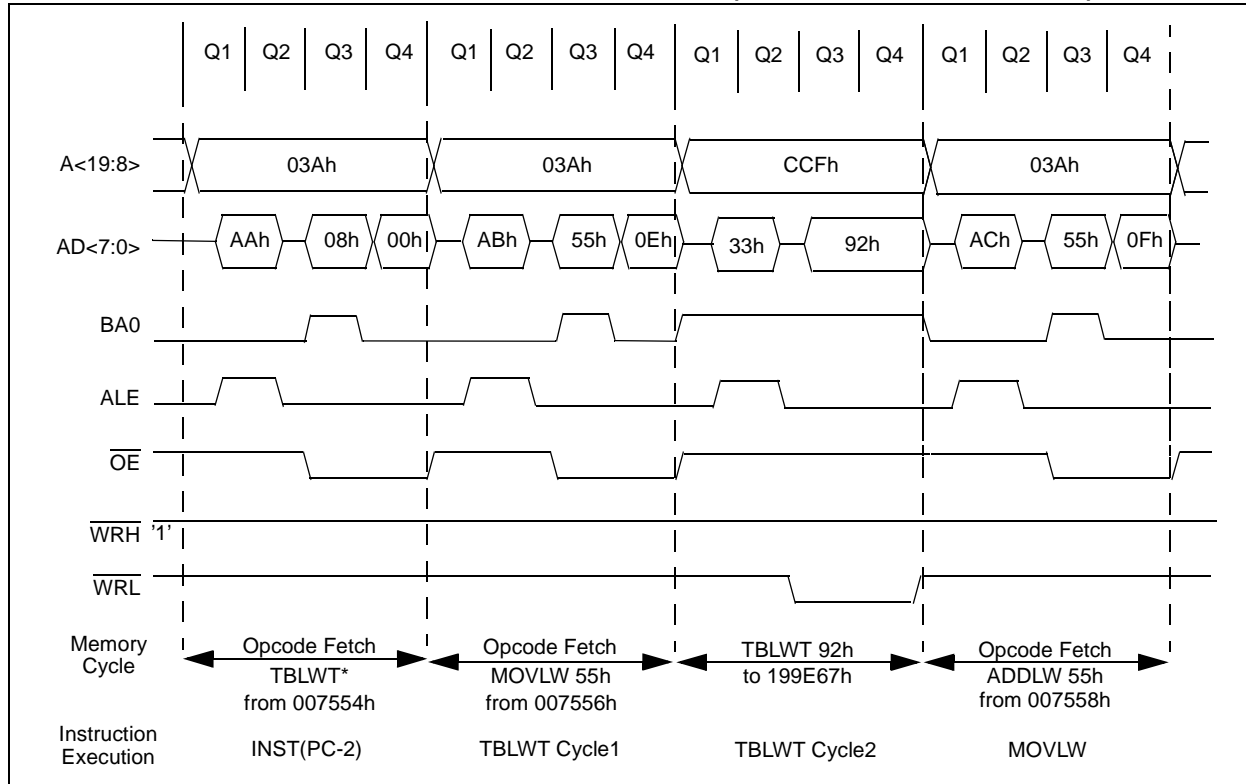 Q1 Q2 Q3 Q4 Q1 Q2 Q3 Q4 Q1 Q2 Q3 Q4 Q1 Q2 Q3 Q4
A<19:8> 03Ah 03Ah CCFh 03Ah
AD<7:0> AAh 08h 00h ABh 55h 0Eh 33h 92h ACh 55h 0Fh
BA0
ALE
OE
WRH '1'
WRL
Memory Cycle
Opcode Fetch
TBLWT*
from 007554h
Opcode Fetch
MOVLW 55h
from 007556h
TBLWT 92h
to 199E67h
Opcode Fetch
ADDLW 55h
from 007558h
Instruction Execution
INST(PC-2) TBLWT Cycle1 TBLWT Cycle2 MOVLW